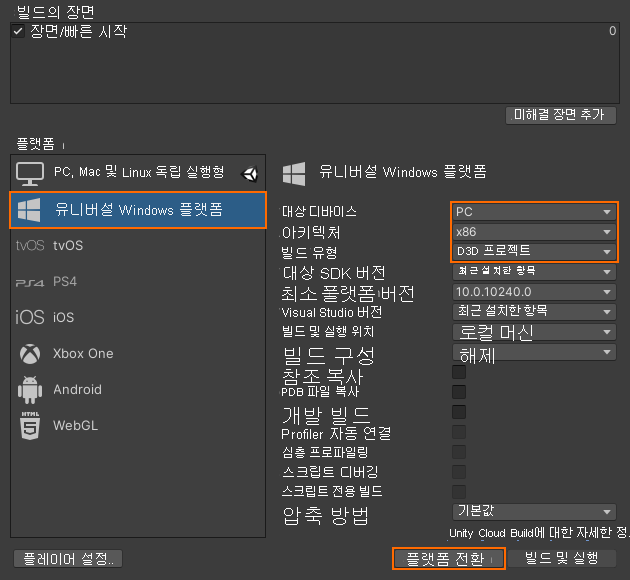 빌드의 장면
장면/빠른 시작 0
미해결 장면 추가
플랫폼
PC, Mac 및 Linux 독립 실행형
유니버설 Windows 플랫폼
tvOS tvOS
PS4 PS4
iOS iOS
Xbox One
Android
HTML WebGL
유니버설 Windows 플랫폼
대상 디바이스 PC
아키텍처 x86
빌드 유형 D3D 프로젝트
대상 SDK 버전 최근 설치한 항목
최소 플랫폼 버전 10.0.10240.0
Visual Studio 버전 최근 설치한 항목
빌드 및 실행 위치 로컬 머신
빌드 구성 해제
참조 복사
PDB 파일 복사
개발 빌드
Profiler 자동 연결
심층 프로파일링
스크립트 디버깅
스크립트 전용 빌드
압축 방법 기본값
Unity Cloud Build에 대한 자세한 정.
플레이어 설정..
플랫폼 전환
빌드 및 실행